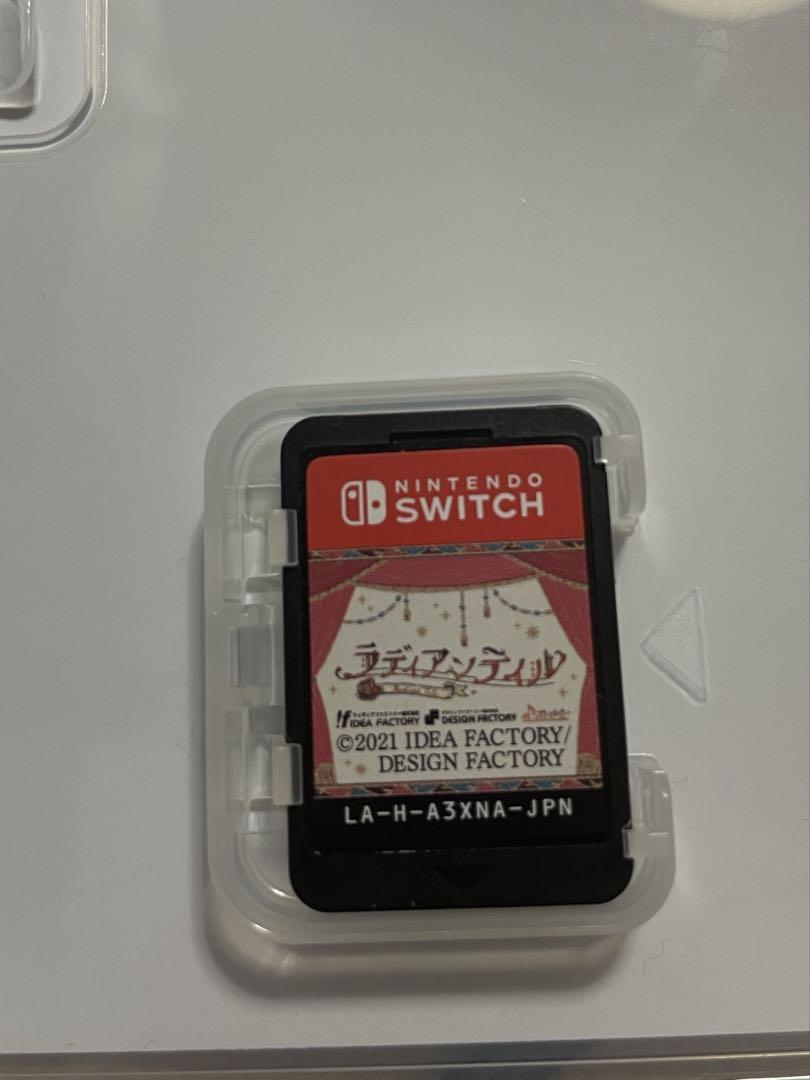 NINTENDO
SWITCH
ラディアンテイル
IDEA FACTORY DESIGN FACTORY
©2021 IDEA FACTORY/
DESIGN FACTORY
LA-H-A3XNA-JPN